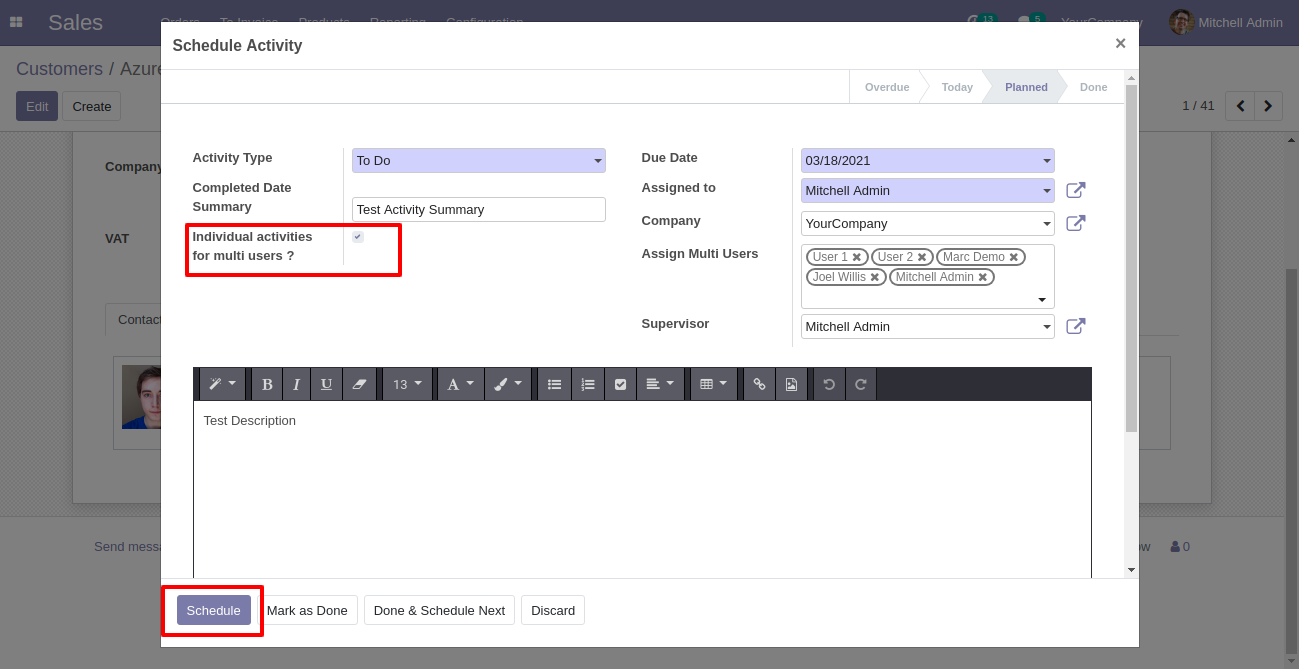 Sales Orders To Invoice Products Reporting Configuration 13 5 YourCompany Mitchell Admin
Schedule Activity ×
Customers / Azure
Edit Create
1 / 41
Overdue Today Planned Done
Activity Type To Do
Completed Date
Summary Test Activity Summary
Individual activities
for multi users ?
Due Date 03/18/2021
Assigned to Mitchell Admin
Company YourCompany
Assign Multi Users User 1 × User 2 × Marc Demo ×
Joel Willis × Mitchell Admin ×
Supervisor Mitchell Admin
Company
VAT
Contact
B I U 13 A
Test Description
Send messa
ow 0
Schedule Mark as Done Done & Schedule Next Discard